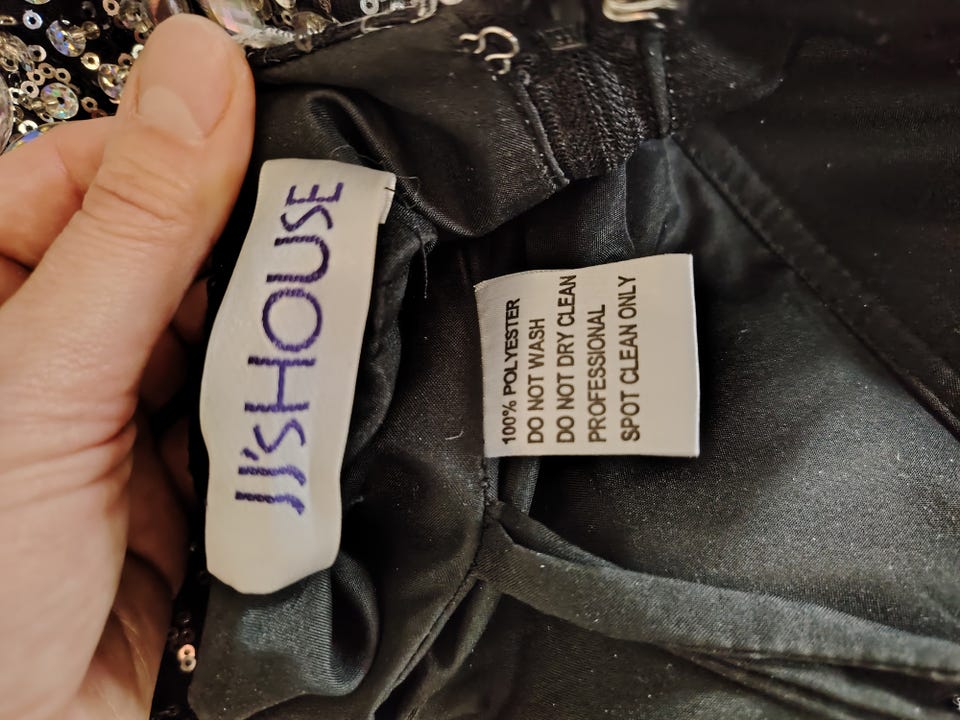 JJ'SHOUSE
100% POLYESTER
DO NOT WASH
DO NOT DRY CLEAN
PROFESSIONAL
SPOT CLEAN ONLY